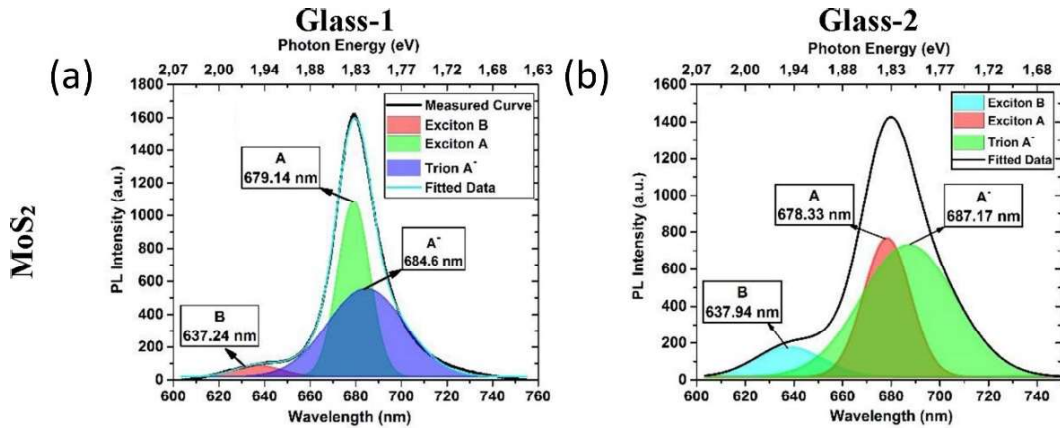 Glass-1
Glass-2
MoS₂
(a)
Photon Energy (eV)
2,07 2,00 1,94 1,88 1,83 1,77 1,72 1,68 1,63
1600
1400
1200
1000
800
600
400
200
0
PL Intensity (a.u.)
Measured Curve
Exciton B
Exciton A
Trion A⁻
Fitted Data
A
679.14 nm
A⁻
684.6 nm
B
637.24 nm
600 620 640 660 680 700 720 740 760
Wavelength (nm)
(b)
Photon Energy (eV)
2,07 2,00 1,94 1,88 1,83 1,77 1,72 1,68
1600
1400
1200
1000
800
600
400
200
0
PL Intensity (a.u.)
Exciton B
Exciton A
Trion A⁻
Fitted Data
A
678.33 nm
A⁻
687.17 nm
B
637.94 nm
600 620 640 660 680 700 720 740
Wavelength (nm)